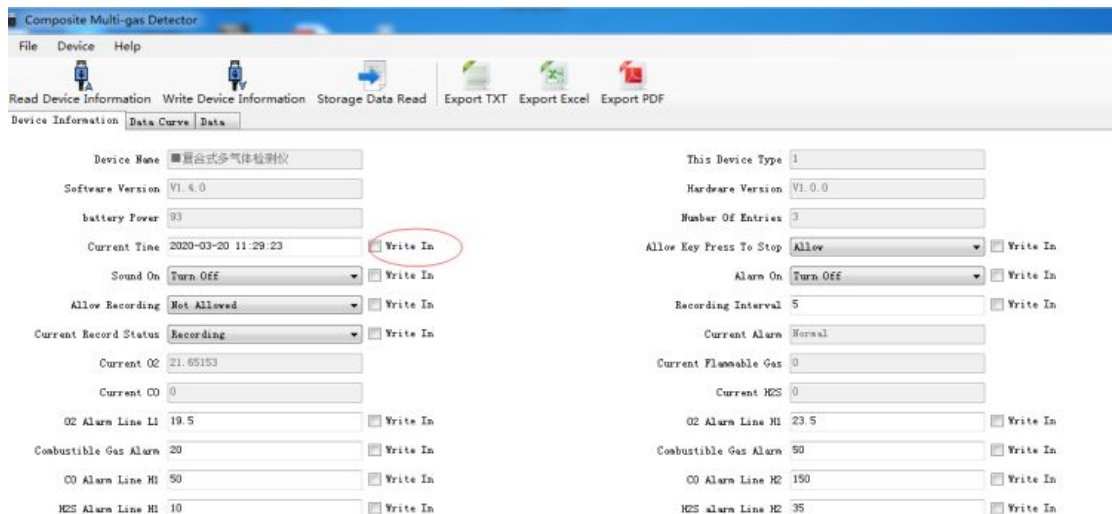 Composite Multi-gas Detector
File Device Help
Read Device Information Write Device Information Storage Data Read Export TXT Export Excel Export PDF
Device Information Data Curve Data
Device Name ■复合式多气体检测仪 This Device Type 1
Software Version V1.4.0 Hardware Version V1.0.0
battery Power 93 Number Of Entries 3
Current Time 2020-03-20 11:29:23 Write In Allow Key Press To Stop Allow Write In
Sound On Turn Off Write In Alarm On Turn Off Write In
Allow Recording Not Allowed Write In Recording Interval 5 Write In
Current Record Status Recording Write In Current Alarm Normal
Current O2 21.65153 Current Flammable Gas 0
Current CO 0 Current H2S 0
O2 Alarm Line L1 19.5 Write In O2 Alarm Line H1 23.5 Write In
Combustible Gas Alarm 20 Write In Combustible Gas Alarm 50 Write In
CO Alarm Line H1 50 Write In CO Alarm Line H2 150 Write In
H2S Alarm Line H1 10 Write In H2S alarm Line H2 35 Write In